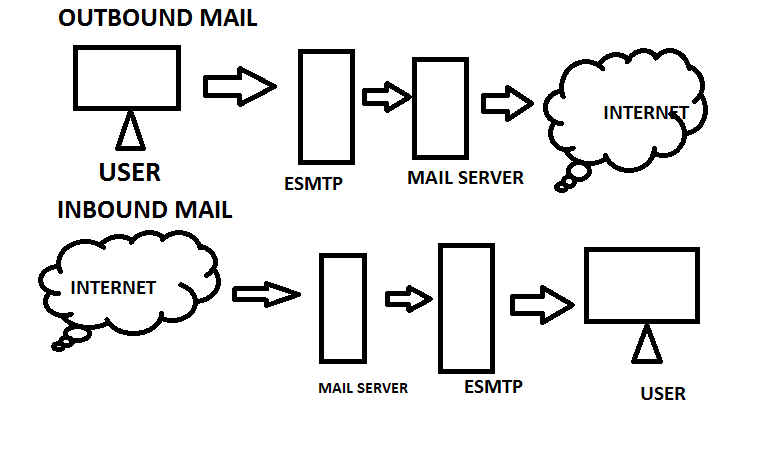 OUTBOUND MAIL
INTERNET
USER
ESMTP
MAIL SERVER
INBOUND MAIL
INTERNET
MAIL SERVER
ESMTP
USER